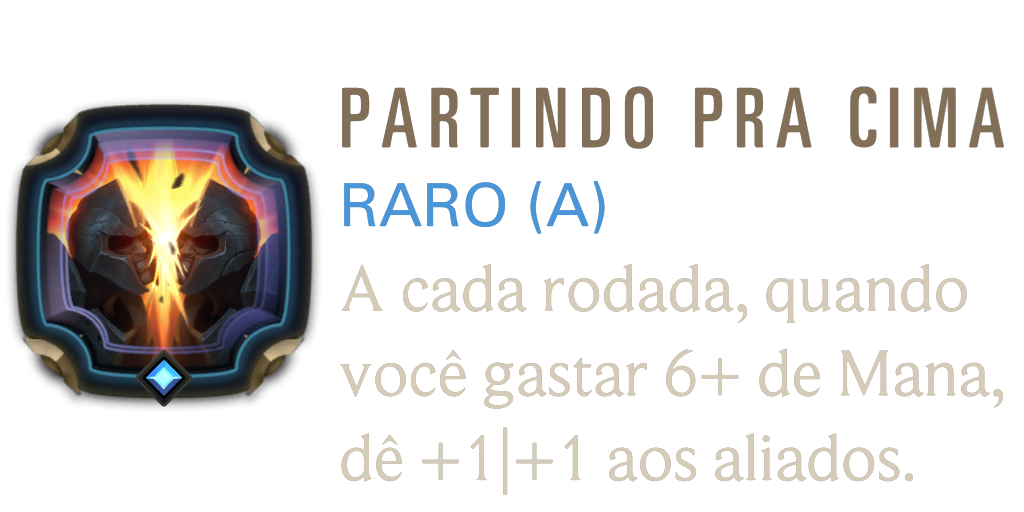 PARTINDO PRA CIMA
RARO (A)
A cada rodada, quando
você gastar 6+ de Mana,
dê +1|+1 aos aliados.